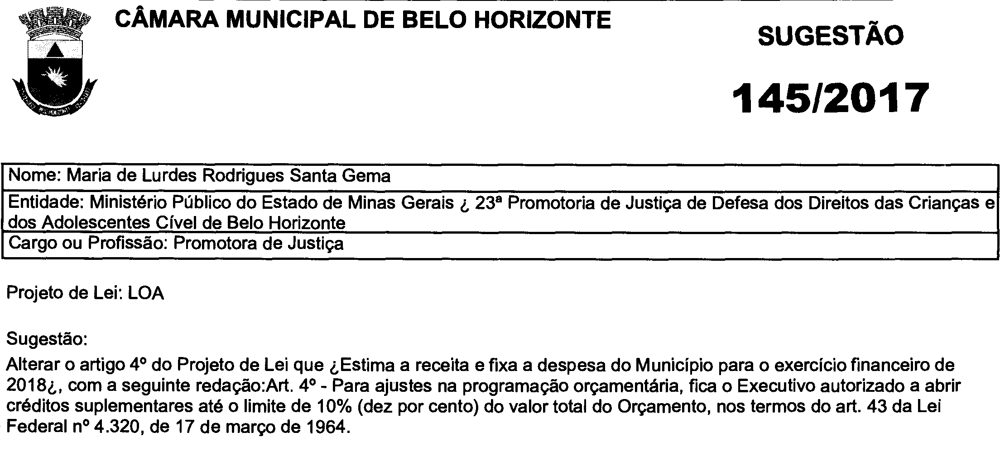 CÂMARA MUNICIPAL DE BELO HORIZONTE
SUGESTÃO
145/2017
Nome: Maria de Lurdes Rodrigues Santa Gema
Entidade: Ministério Público do Estado de Minas Gerais ¿ 23ª Promotoria de Justiça de Defesa dos Direitos das Crianças e
dos Adolescentes Cível de Belo Horizonte
Cargo ou Profissão: Promotora de Justiça
Projeto de Lei: LOA
Sugestão:
Alterar o artigo 4º do Projeto de Lei que ¿Estima a receita e fixa a despesa do Município para o exercício financeiro de
2018¿, com a seguinte redação:Art. 4º - Para ajustes na programação orçamentária, fica o Executivo autorizado a abrir
créditos suplementares até o limite de 10% (dez por cento) do valor total do Orçamento, nos termos do art. 43 da Lei
Federal nº 4.320, de 17 de março de 1964.